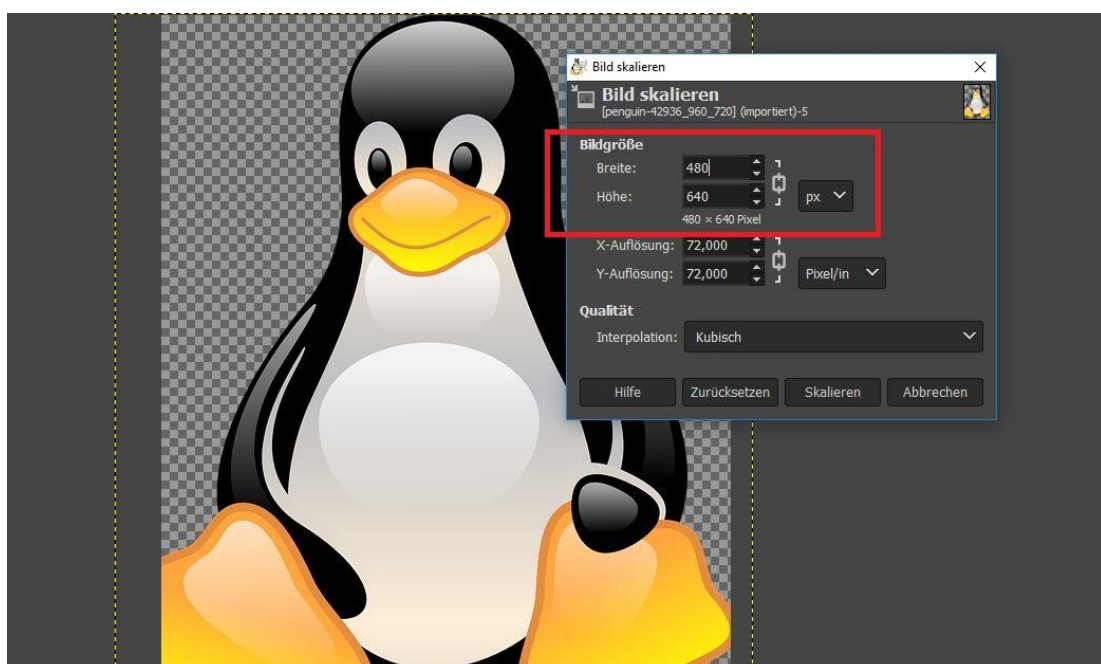 Bild skalieren
Bild skalieren
[penguin-42936_960_720] (importiert)-5
Bildgröße
Breite: 480
Höhe: 640 px
480 × 640 Pixel
X-Auflösung: 72,000
Y-Auflösung: 72,000 Pixel/in
Qualität
Interpolation: Kubisch
Hilfe Zurücksetzen Skalieren Abbrechen